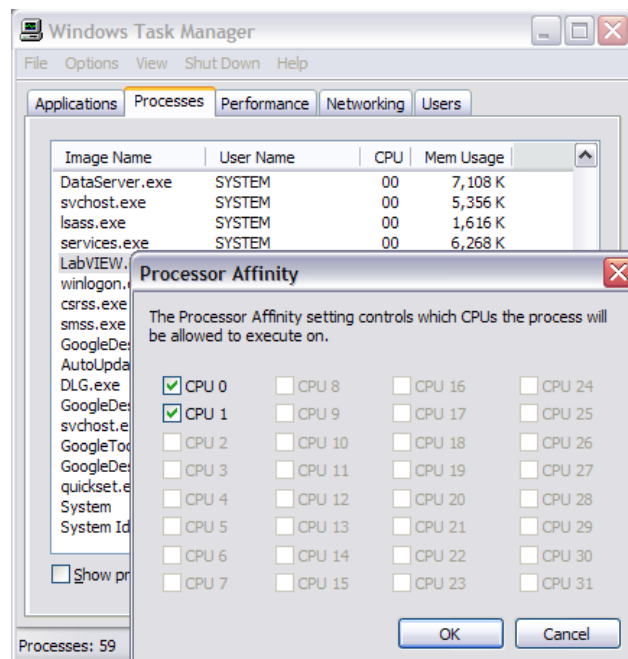 Windows Task Manager
File Options View Shut Down Help
Applications Processes Performance Networking Users
Image Name User Name CPU Mem Usage
DataServer.exe SYSTEM 00 7,108 K
svchost.exe SYSTEM 00 5,356 K
lsass.exe SYSTEM 00 1,616 K
services.exe SYSTEM 00 6,268 K
LabVIEW.
winlogon.
csrss.exe
smss.exe
GoogleDes
AutoUpda
DLG.exe
GoogleDes
svchost.e
GoogleToo
GoogleDes
quickset.e
System
System Id
Show pr
Processes: 59
Processor Affinity
The Processor Affinity setting controls which CPUs the process will
be allowed to execute on.
CPU 0 CPU 8 CPU 16 CPU 24
CPU 1 CPU 9 CPU 17 CPU 25
CPU 2 CPU 10 CPU 18 CPU 26
CPU 3 CPU 11 CPU 19 CPU 27
CPU 4 CPU 12 CPU 20 CPU 28
CPU 5 CPU 13 CPU 21 CPU 29
CPU 6 CPU 14 CPU 22 CPU 30
CPU 7 CPU 15 CPU 23 CPU 31
OK Cancel